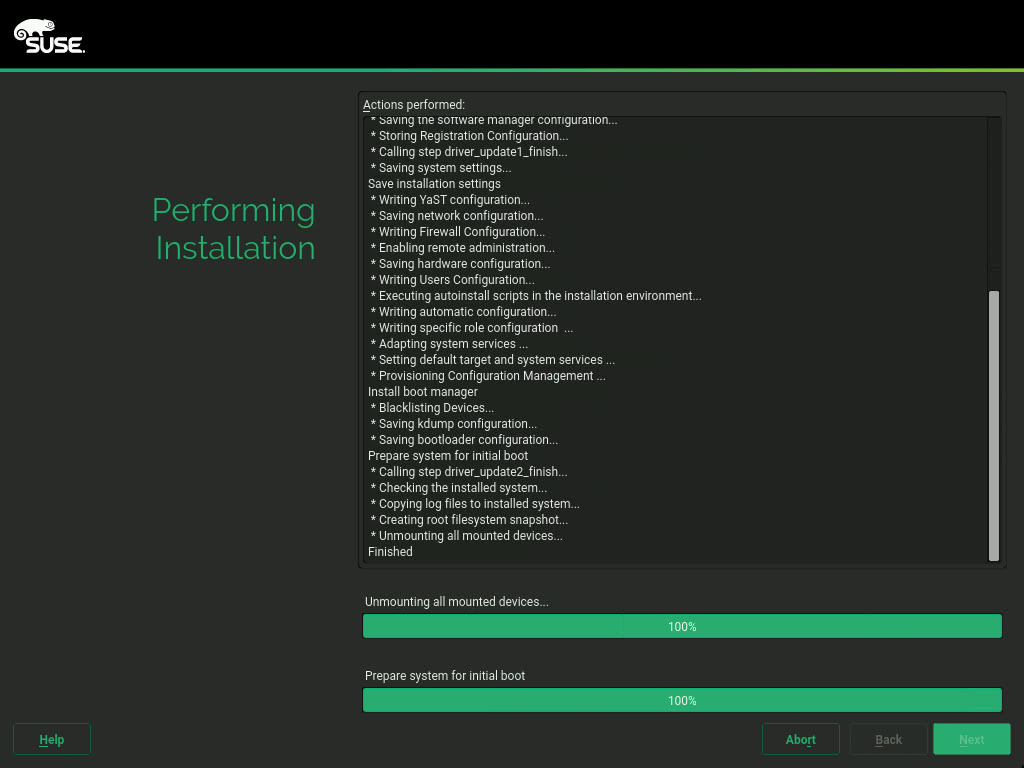 SUSE.
Performing
Installation
Actions performed:
* Saving the software manager configuration...
* Storing Registration Configuration...
* Calling step driver_update1_finish...
* Saving system settings...
Save installation settings
* Writing YaST configuration...
* Saving network configuration...
* Writing Firewall Configuration...
* Enabling remote administration...
* Saving hardware configuration...
* Writing Users Configuration...
* Executing autoinstall scripts in the installation environment...
* Writing automatic configuration...
* Writing specific role configuration  ...
* Adapting system services ...
* Setting default target and system services ...
* Provisioning Configuration Management ...
Install boot manager
* Blacklisting Devices...
* Saving kdump configuration...
* Saving bootloader configuration...
Prepare system for initial boot
* Calling step driver_update2_finish...
* Checking the installed system...
* Copying log files to installed system...
* Creating root filesystem snapshot...
* Unmounting all mounted devices...
Finished
Unmounting all mounted devices...
100%
Prepare system for initial boot
100%
Help Abort Back Next